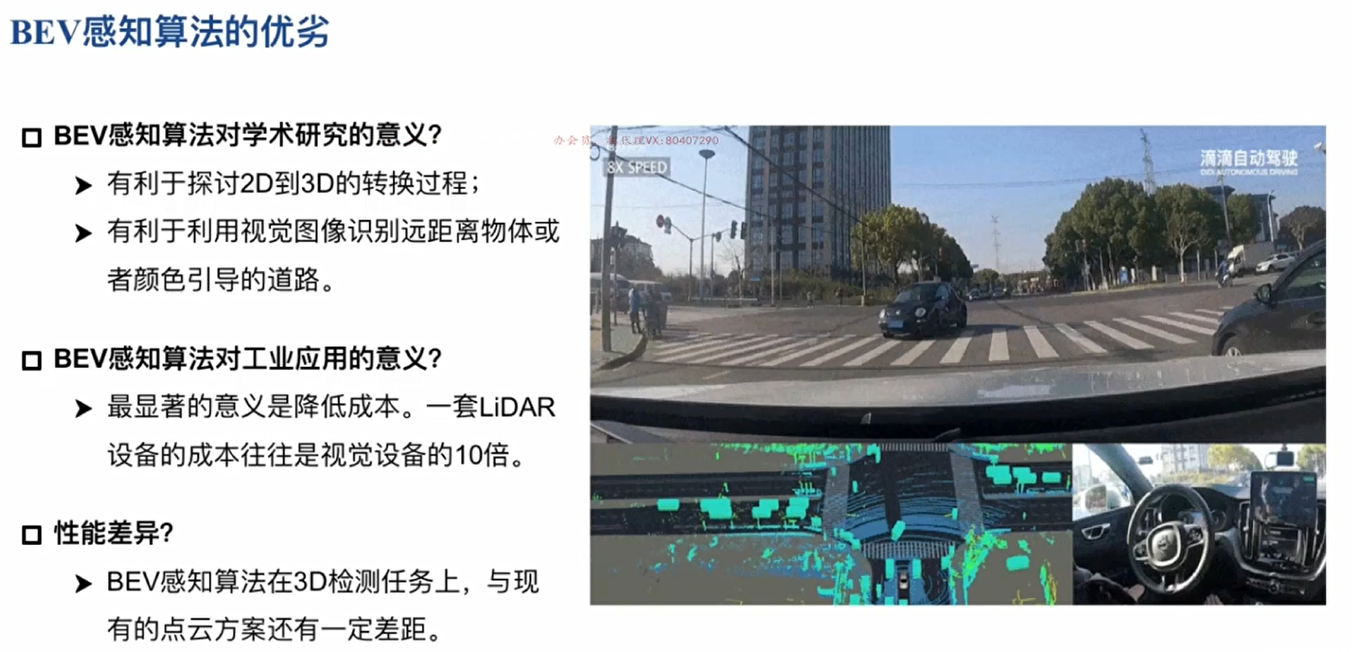 BEV感知算法的优劣
BEV感知算法对学术研究的意义?
有利于探讨2D到3D的转换过程;
有利于利用视觉图像识别远距离物体或
者颜色引导的道路。
BEV感知算法对工业应用的意义?
最显著的意义是降低成本。一套LiDAR
设备的成本往往是视觉设备的10倍。
性能差异?
BEV感知算法在3D检测任务上，与现
有的点云方案还有一定差距。
办会员 代理VX:80407290
8X SPEED
滴滴自动驾驶
DIDI AUTONOMOUS DRIVING